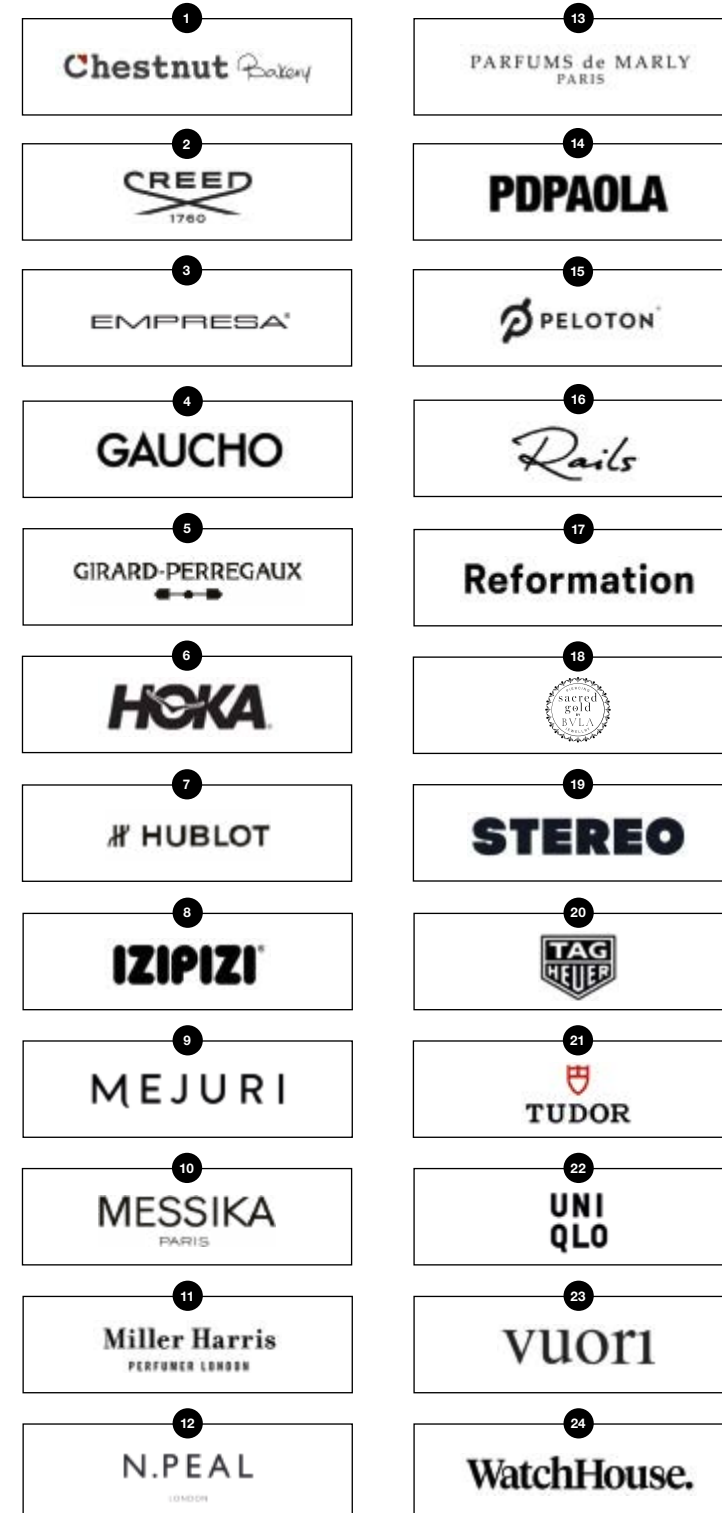 1
Chestnut Bakery
2
CREED
1760
3
EMPRESA®
4
GAUCHO
5
GIRARD-PERREGAUX
6
HOKA
7
HUBLOT
8
IZIPIZI®
9
MEJURI
10
MESSIKA
PARIS
11
Miller Harris
PERFUMER LONDON
12
N.PEAL
LONDON
13
PARFUMS de MARLY
PARIS
14
PDPAOLA
15
PELOTON
16
Rails
17
Reformation
18
PIERCING
sacred
gold
BY
BVLA
JEWELLERY
19
STEREO
20
TAG
HEUER
21
TUDOR
22
UNI
QLO
23
vuori
24
WatchHouse.